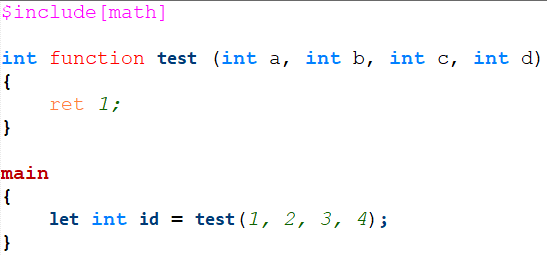 $include[math]
int function test (int a, int b, int c, int d)
{
ret 1;
}
main
{
let int id = test(1, 2, 3, 4);
}